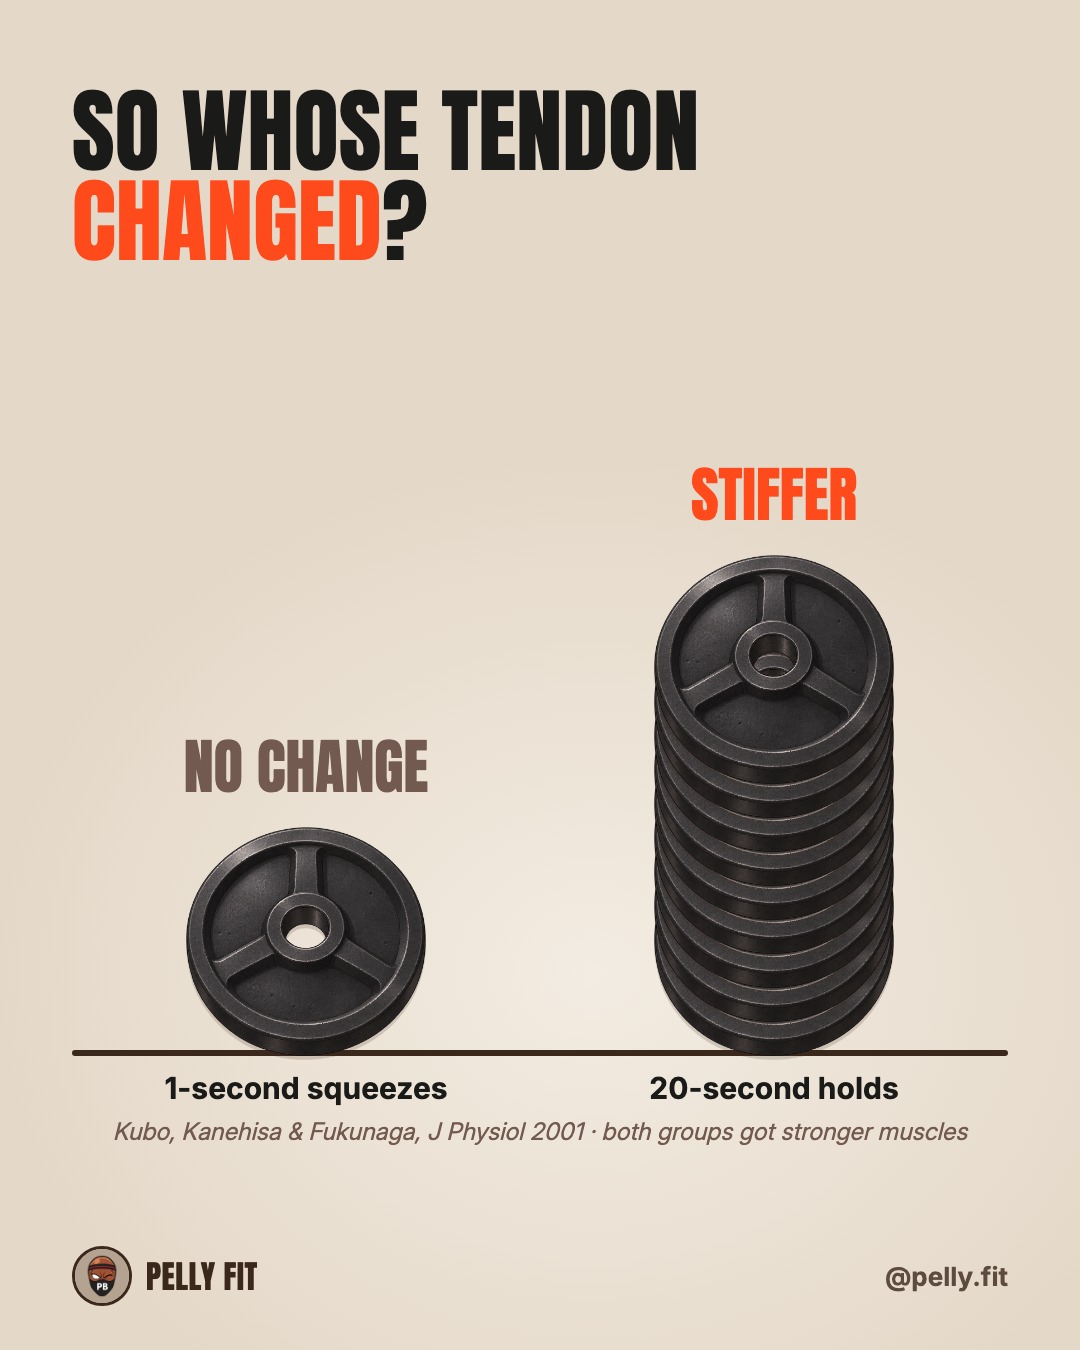 SO WHOSE TENDON
CHANGED?
STIFFER
NO CHANGE
1-second squeezes
20-second holds
Kubo, Kanehisa & Fukunaga, J Physiol 2001 · both groups got stronger muscles
PB
PELLY FIT
@pelly.fit